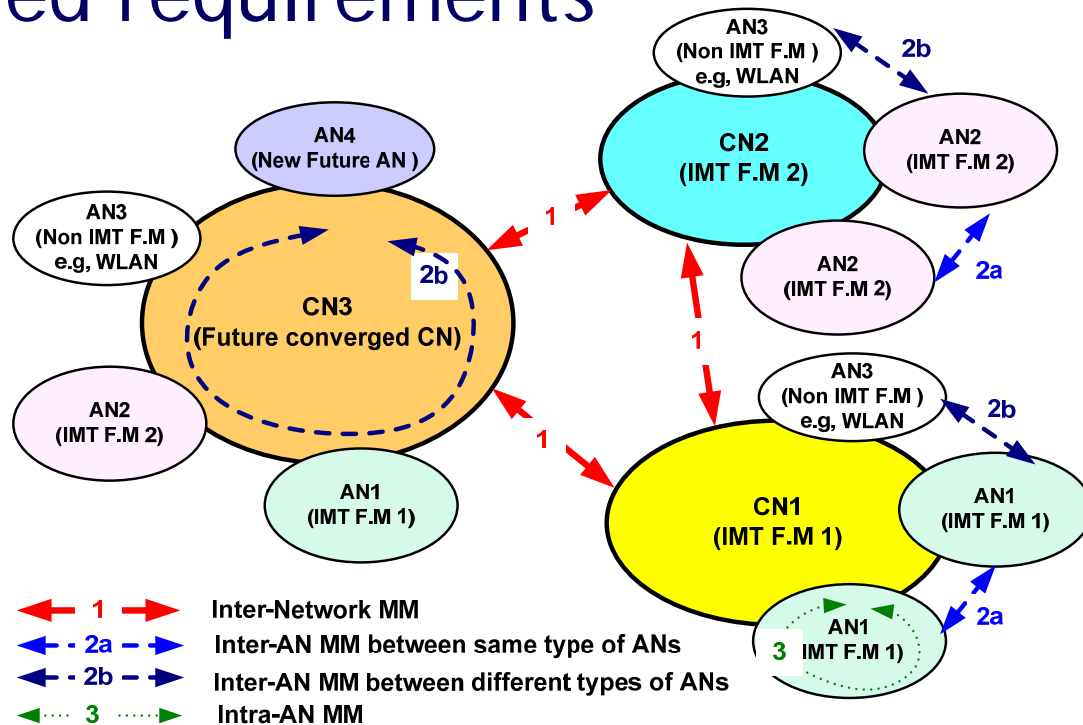 ed requirements
AN3
(Non IMT F.M )
e.g, WLAN
2b
CN2
(IMT F.M 2)
AN2
(IMT F.M 2)
2a
AN2
(IMT F.M 2)
AN4
(New Future AN )
AN3
(Non IMT F.M )
e.g, WLAN
1
2b
CN3
(Future converged CN)
1
AN2
(IMT F.M 2)
1
AN1
(IMT F.M 1)
AN3
(Non IMT F.M )
e.g, WLAN
2b
CN1
(IMT F.M 1)
AN1
(IMT F.M 1)
2a
AN1
3
IMT F.M 1)
1 Inter-Network MM
2a Inter-AN MM between same type of ANs
2b Inter-AN MM between different types of ANs
3 Intra-AN MM